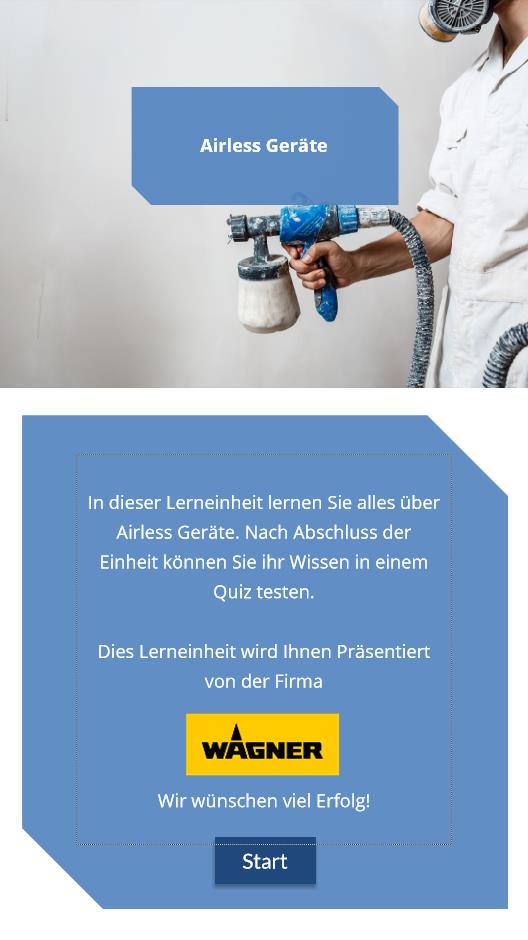 Airless Geräte
In dieser Lerneinheit lernen Sie alles über
Airless Geräte. Nach Abschluss der
Einheit können Sie ihr Wissen in einem
Quiz testen.
Dies Lerneinheit wird Ihnen Präsentiert
von der Firma
WAGNER
Wir wünschen viel Erfolg!
Start